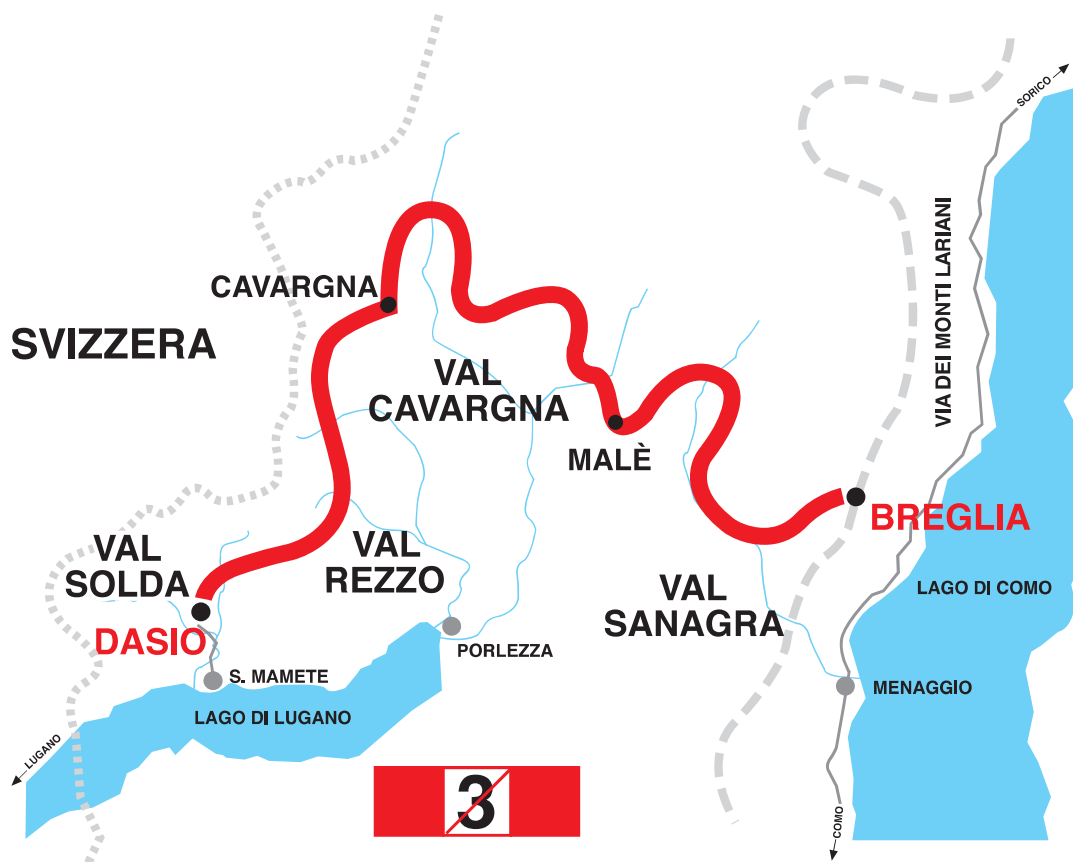 SORICO
VIA DEI MONTI LARIANI
CAVARGNA
SVIZZERA
VAL
CAVARGNA
MALÈ
BREGLIA
VAL
SOLDA
VAL
REZZO
DASIO
VAL
SANAGRA
LAGO DI COMO
PORLEZZA
S. MAMETE
MENAGGIO
LAGO DI LUGANO
LUGANO
3
COMO